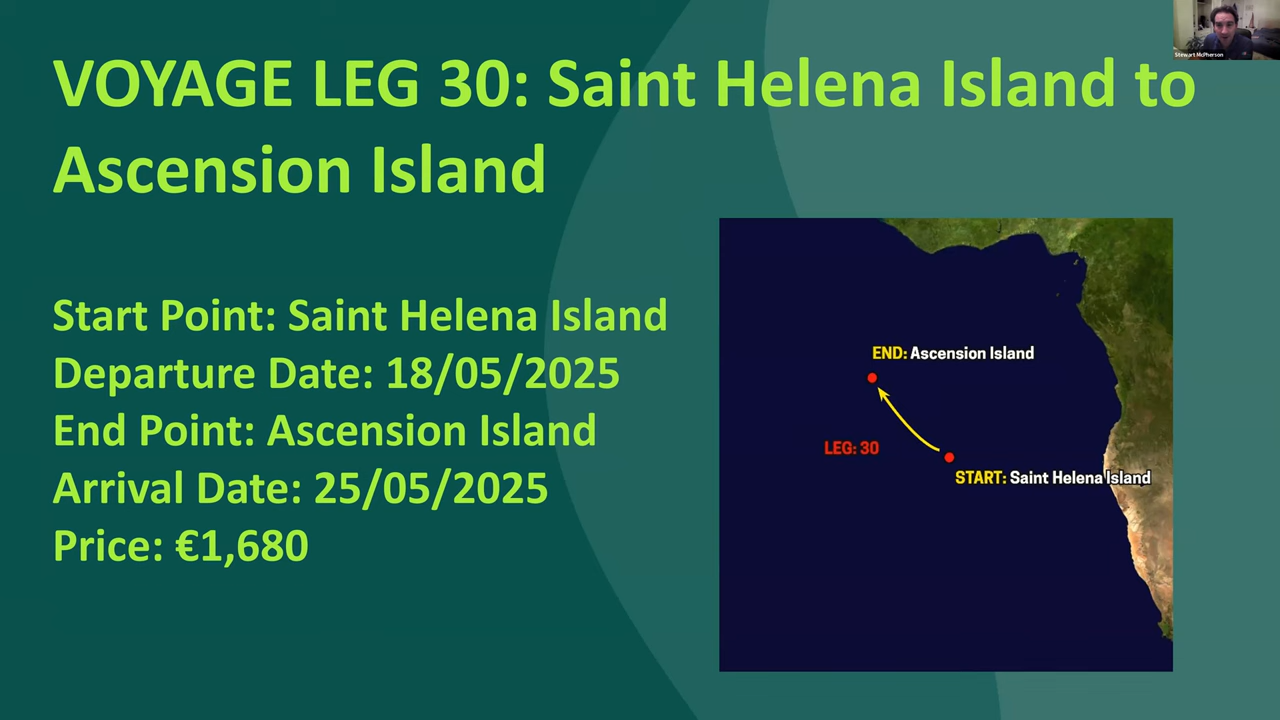 Stewart McPherson
VOYAGE LEG 30: Saint Helena Island to
Ascension Island
Start Point: Saint Helena Island
Departure Date: 18/05/2025
End Point: Ascension Island
Arrival Date: 25/05/2025
Price: €1,680
END: Ascension Island
LEG: 30
START: Saint Helena Island